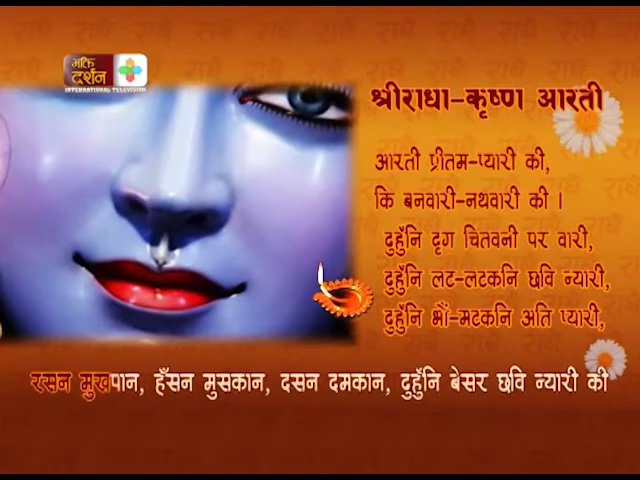 भक्ति
दर्शन
INTERNATIONAL TELEVISION
श्रीराधा-कृष्ण आरती
आरती प्रीतम-प्यारी की,
कि बनवारी-नथवारी की ।
दुहुँनि दृग चितवनी पर वारी,
दुहुँनि लट-लटकनि छवि न्यारी,
दुहुँनि भौं-मटकनि अति प्यारी,
रसन मुखपान, हँसन मुसकान, दसन दमकान, दुहुँनि बेसर छवि न्यारी की